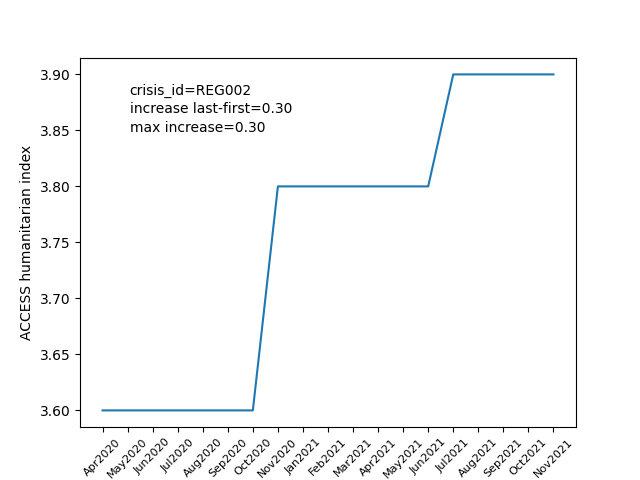 3.90
3.85
3.80
3.75
3.70
3.65
3.60
ACCESS humanitarian index
crisis_id=REG002
increase last-first=0.30
max increase=0.30
Apr2020
May2020
Jun2020
Jul2020
Aug2020
Sep2020
Oct2020
Nov2020
Jan2021
Feb2021
Mar2021
Apr2021
May2021
Jun2021
Jul2021
Aug2021
Sep2021
Oct2021
Nov2021